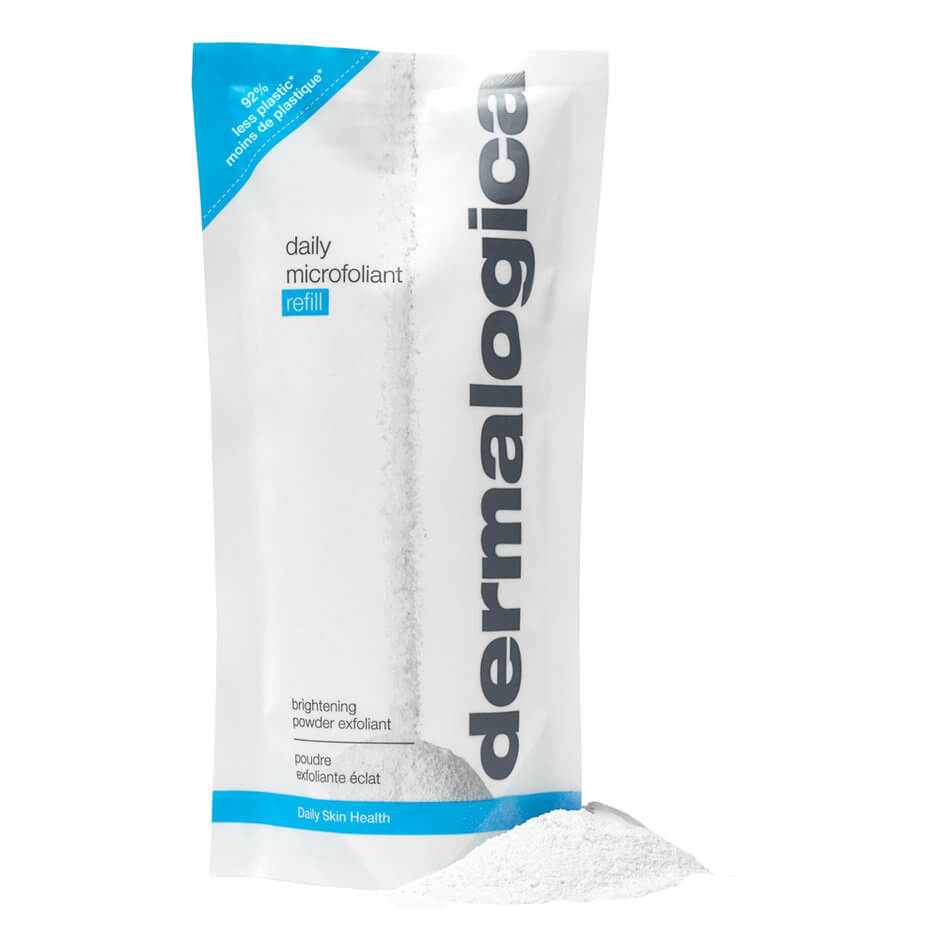 92%
less plastic*
moins de plastique*
daily
microfoliant
refill
dermalogica
brightening
powder exfoliant
poudre
exfoliante éclat
Daily Skin Health